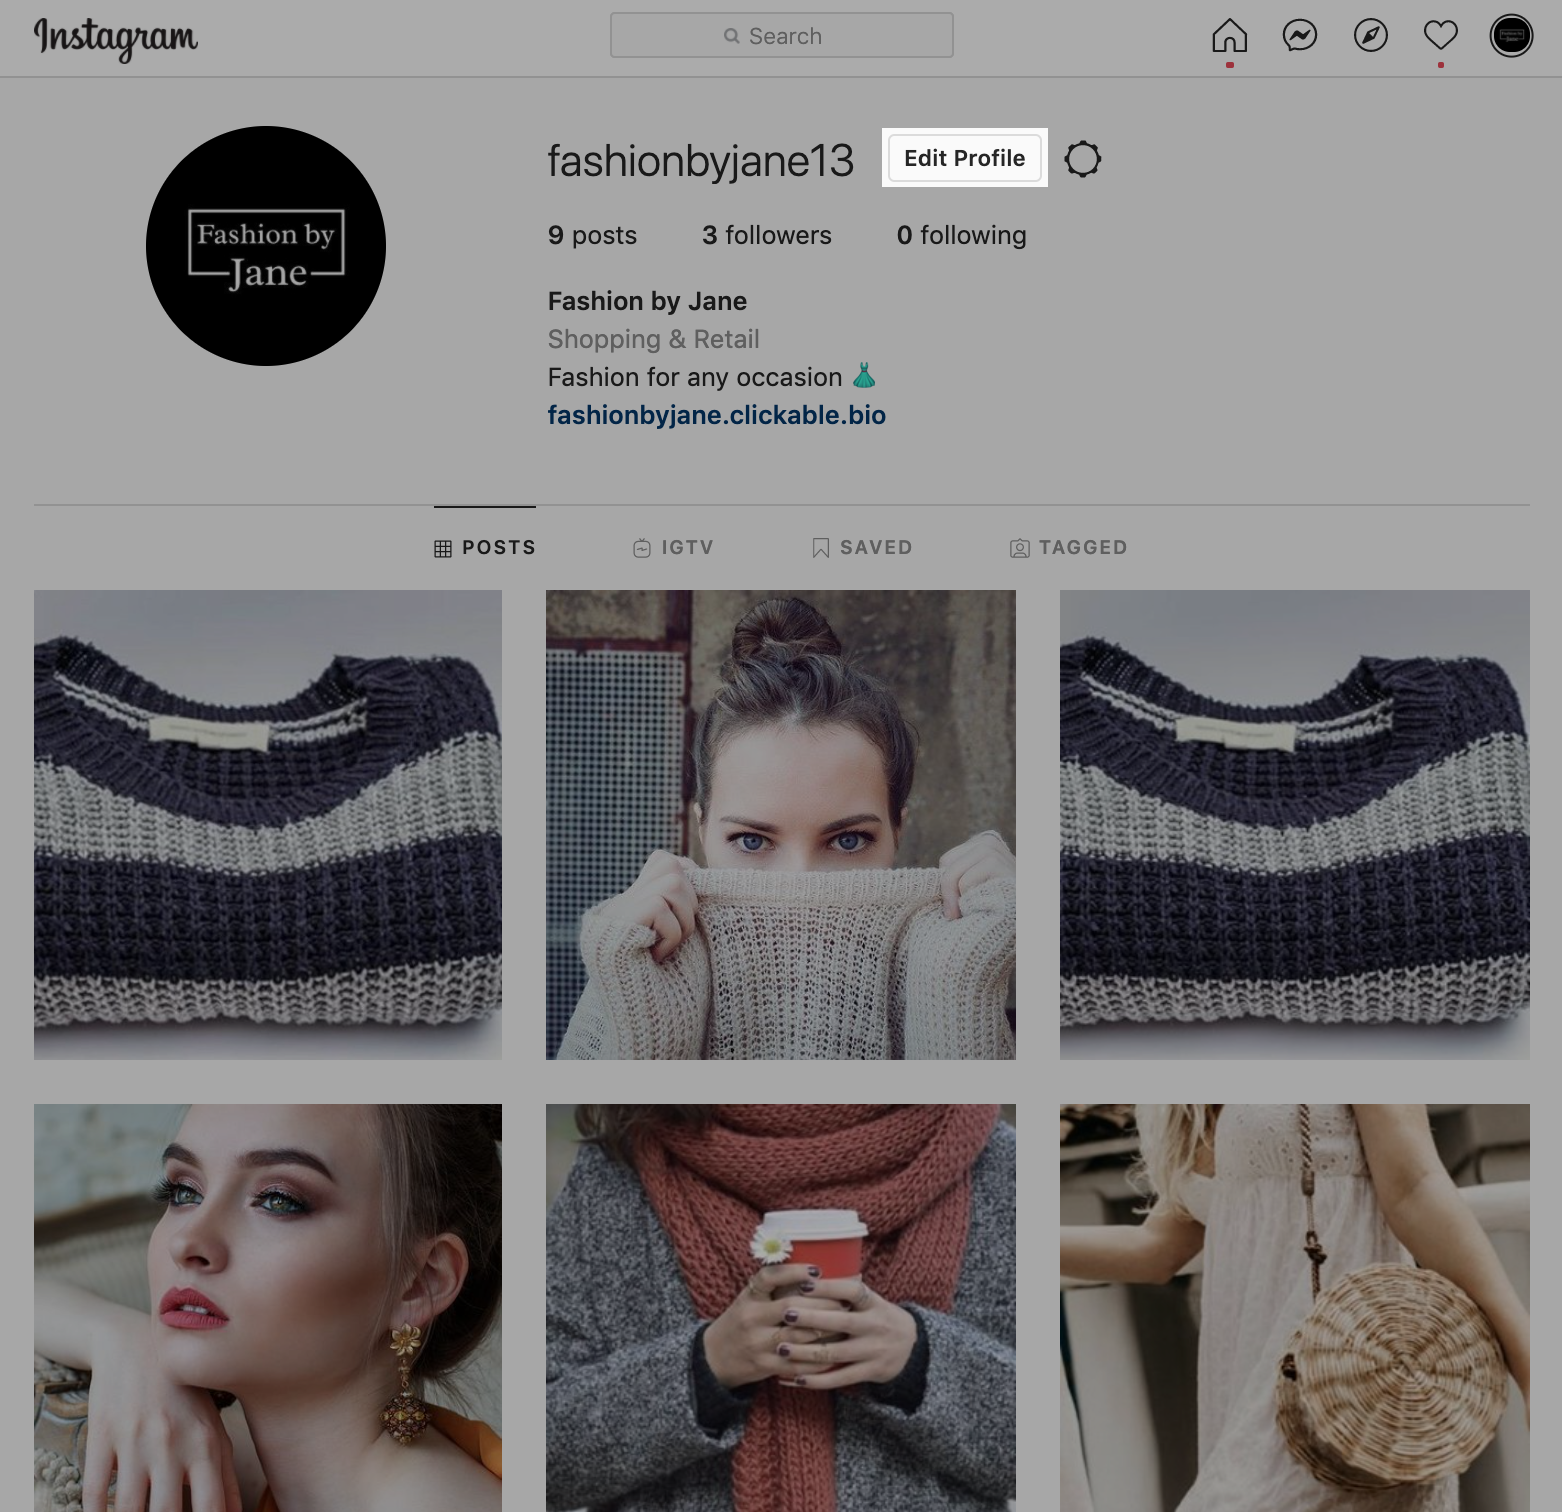 Instagram
Search
fashionbyjane13 Edit Profile
9 posts 3 followers 0 following
Fashion by
Jane
Fashion by Jane
Shopping & Retail
Fashion for any occasion 👗
fashionbyjane.clickable.bio
POSTS IGTV SAVED TAGGED